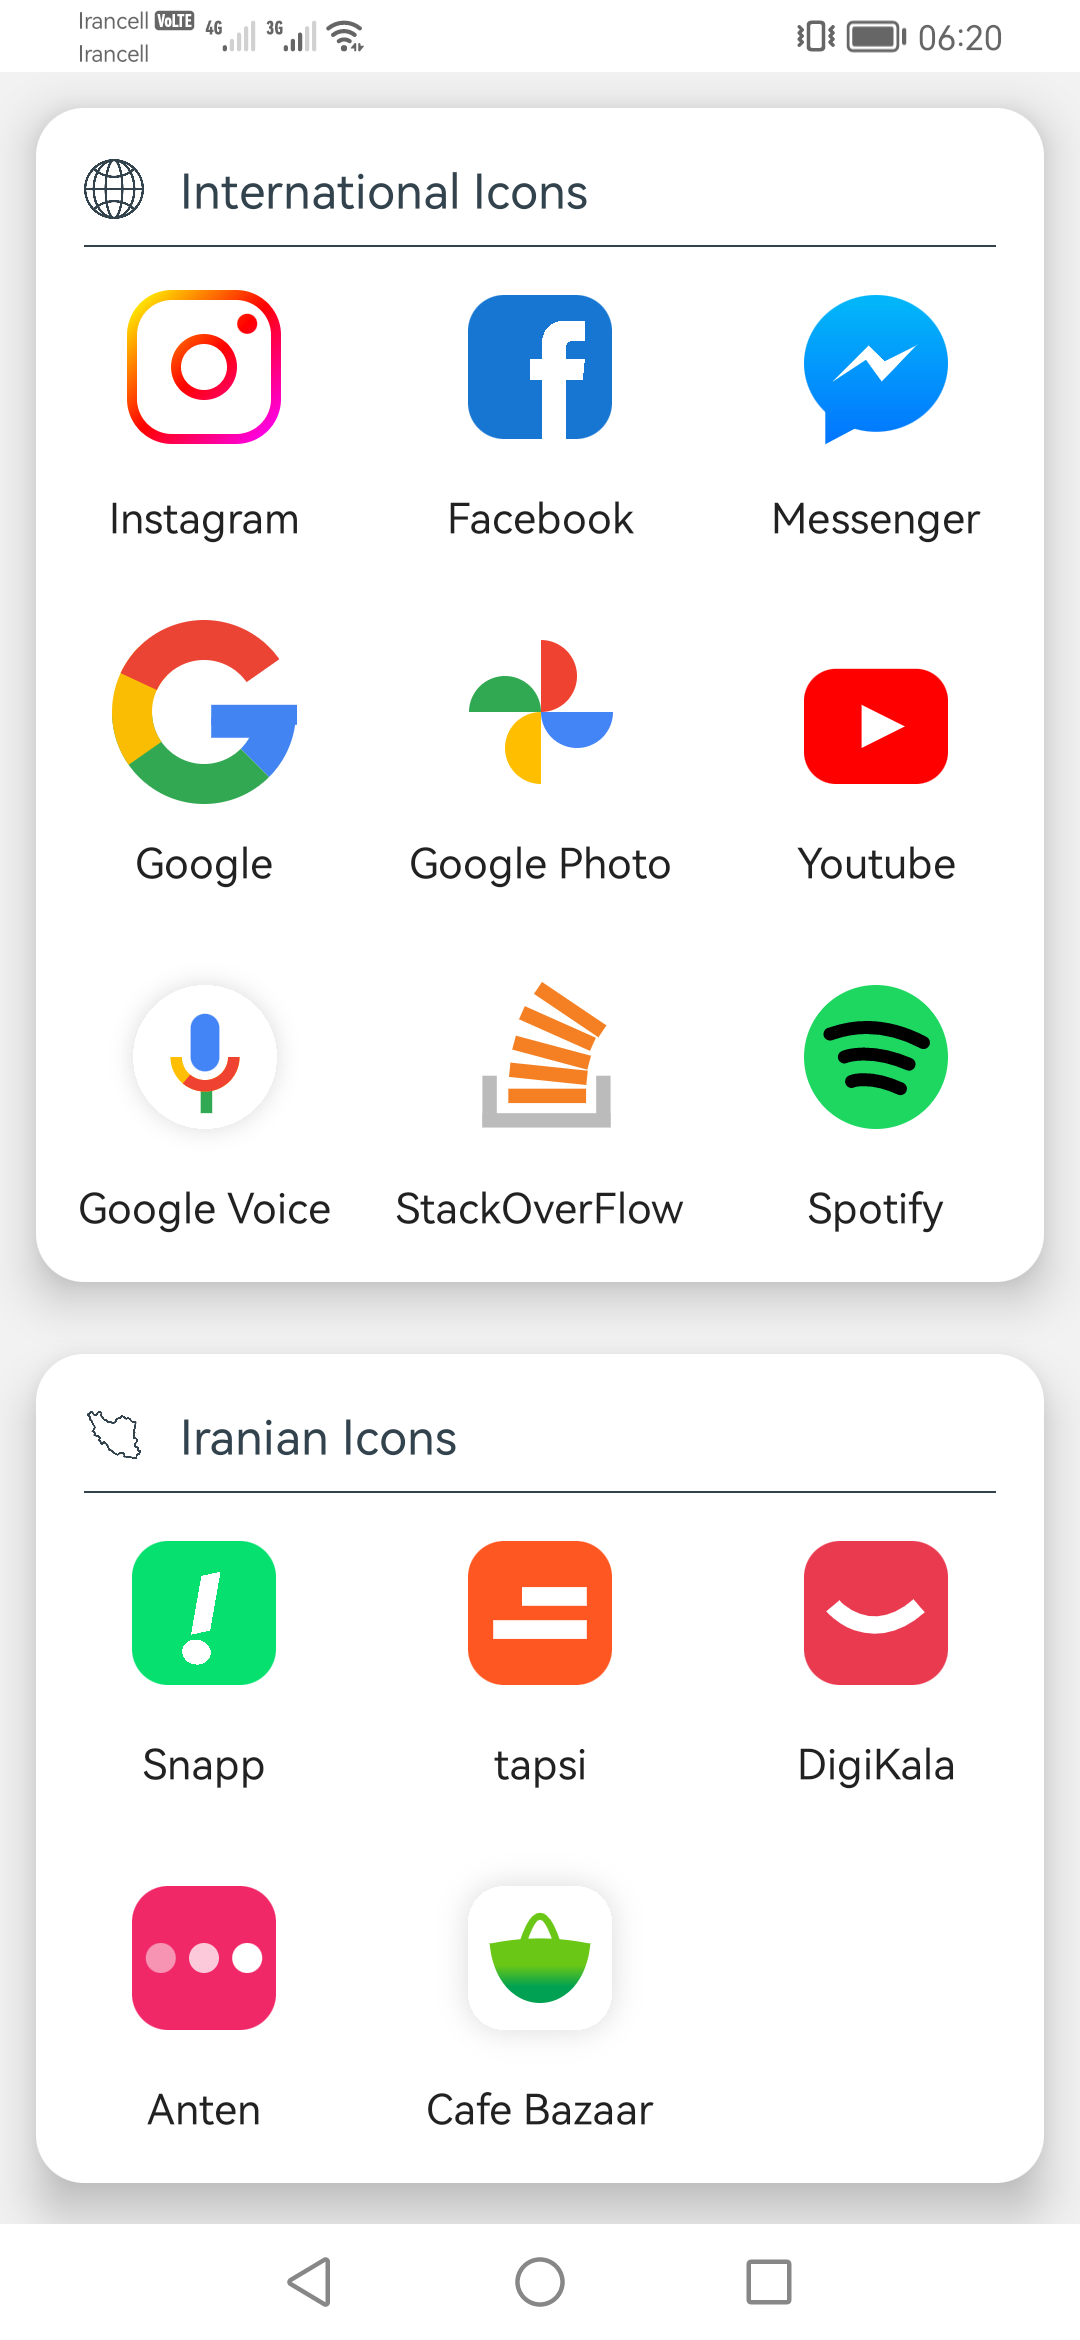 Irancell VoLTE 4G 3G 06:20
Irancell
International Icons
Instagram Facebook Messenger
Google Google Photo Youtube
Google Voice StackOverFlow Spotify
Iranian Icons
Snapp tapsi DigiKala
Anten Cafe Bazaar